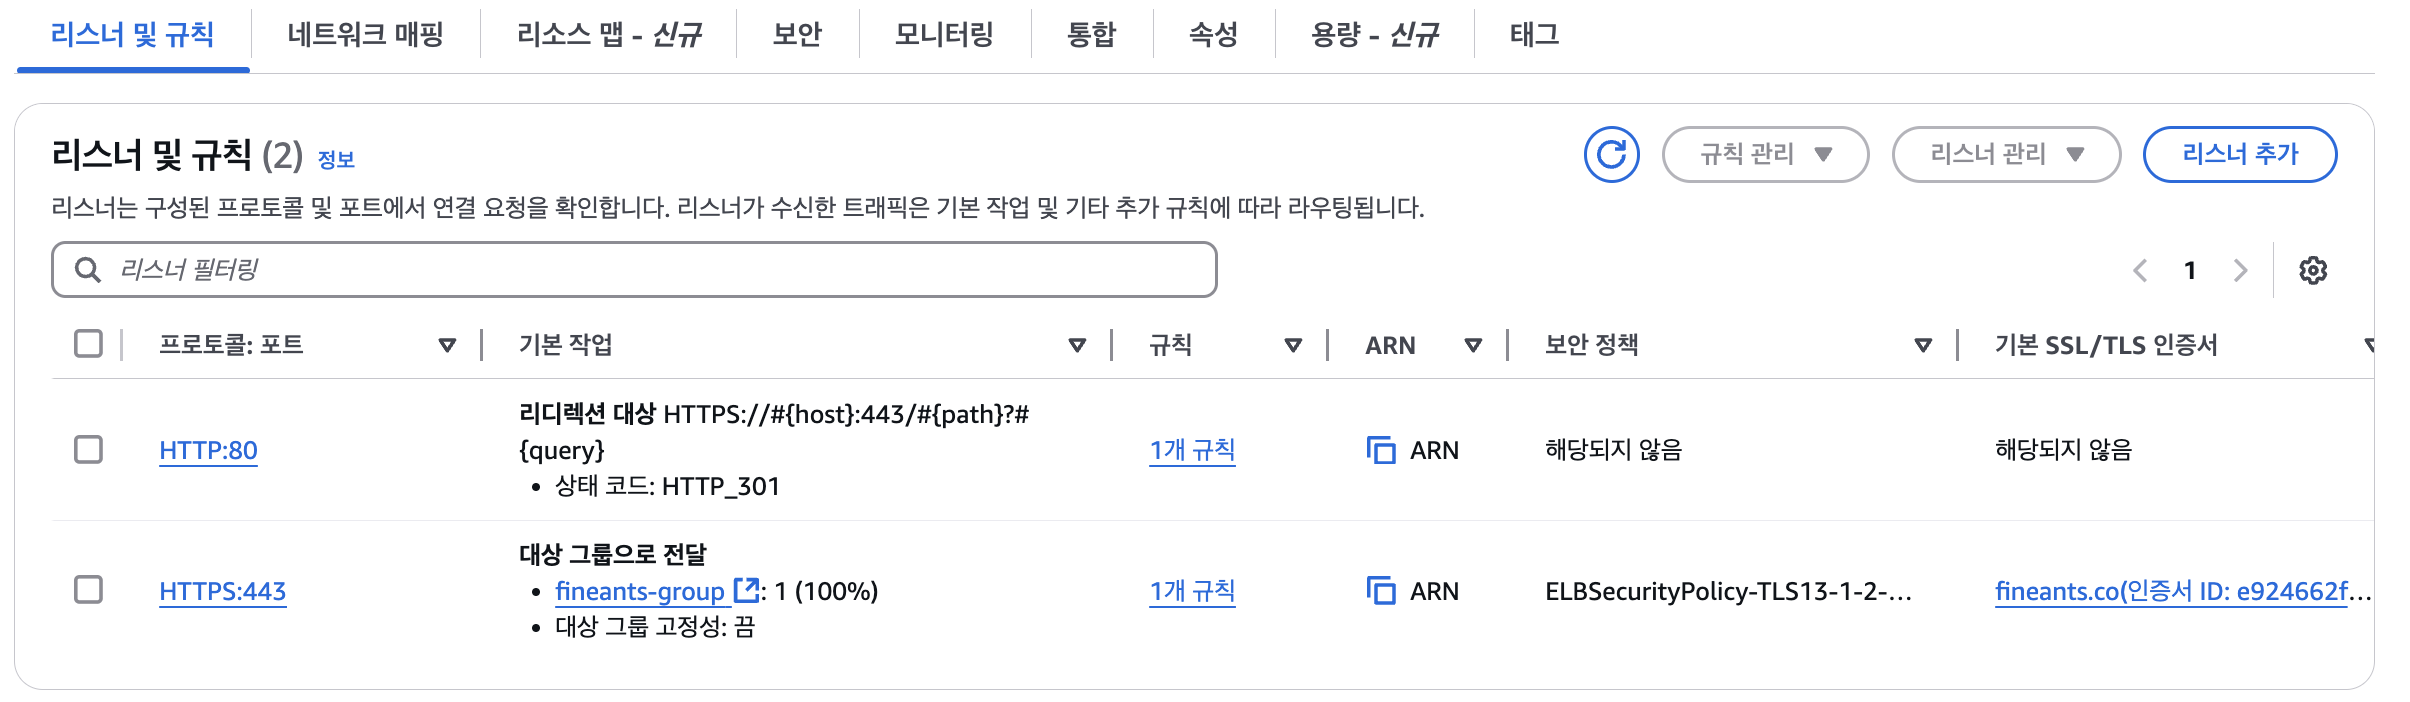 리스너 및 규칙
네트워크 매핑
리소스 맵 - 신규
보안
모니터링
통합
속성
용량 - 신규
태그
리스너 및 규칙 (2) 정보
규칙 관리
리스너 관리
리스너 추가
리스너는 구성된 프로토콜 및 포트에서 연결 요청을 확인합니다. 리스너가 수신한 트래픽은 기본 작업 및 기타 추가 규칙에 따라 라우팅됩니다.
리스너 필터링
1
프로토콜: 포트
기본 작업
규칙
ARN
보안 정책
기본 SSL/TLS 인증서
HTTP:80
리디렉션 대상 HTTPS://#{host}:443/#{path}?#
{query}
• 상태 코드: HTTP_301
1개 규칙
ARN
해당되지 않음
해당되지 않음
HTTPS:443
대상 그룹으로 전달
• fineants-group : 1 (100%)
• 대상 그룹 고정성: 끔
1개 규칙
ARN
ELBSecurityPolicy-TLS13-1-2-...
fineants.co(인증서 ID: e924662f...